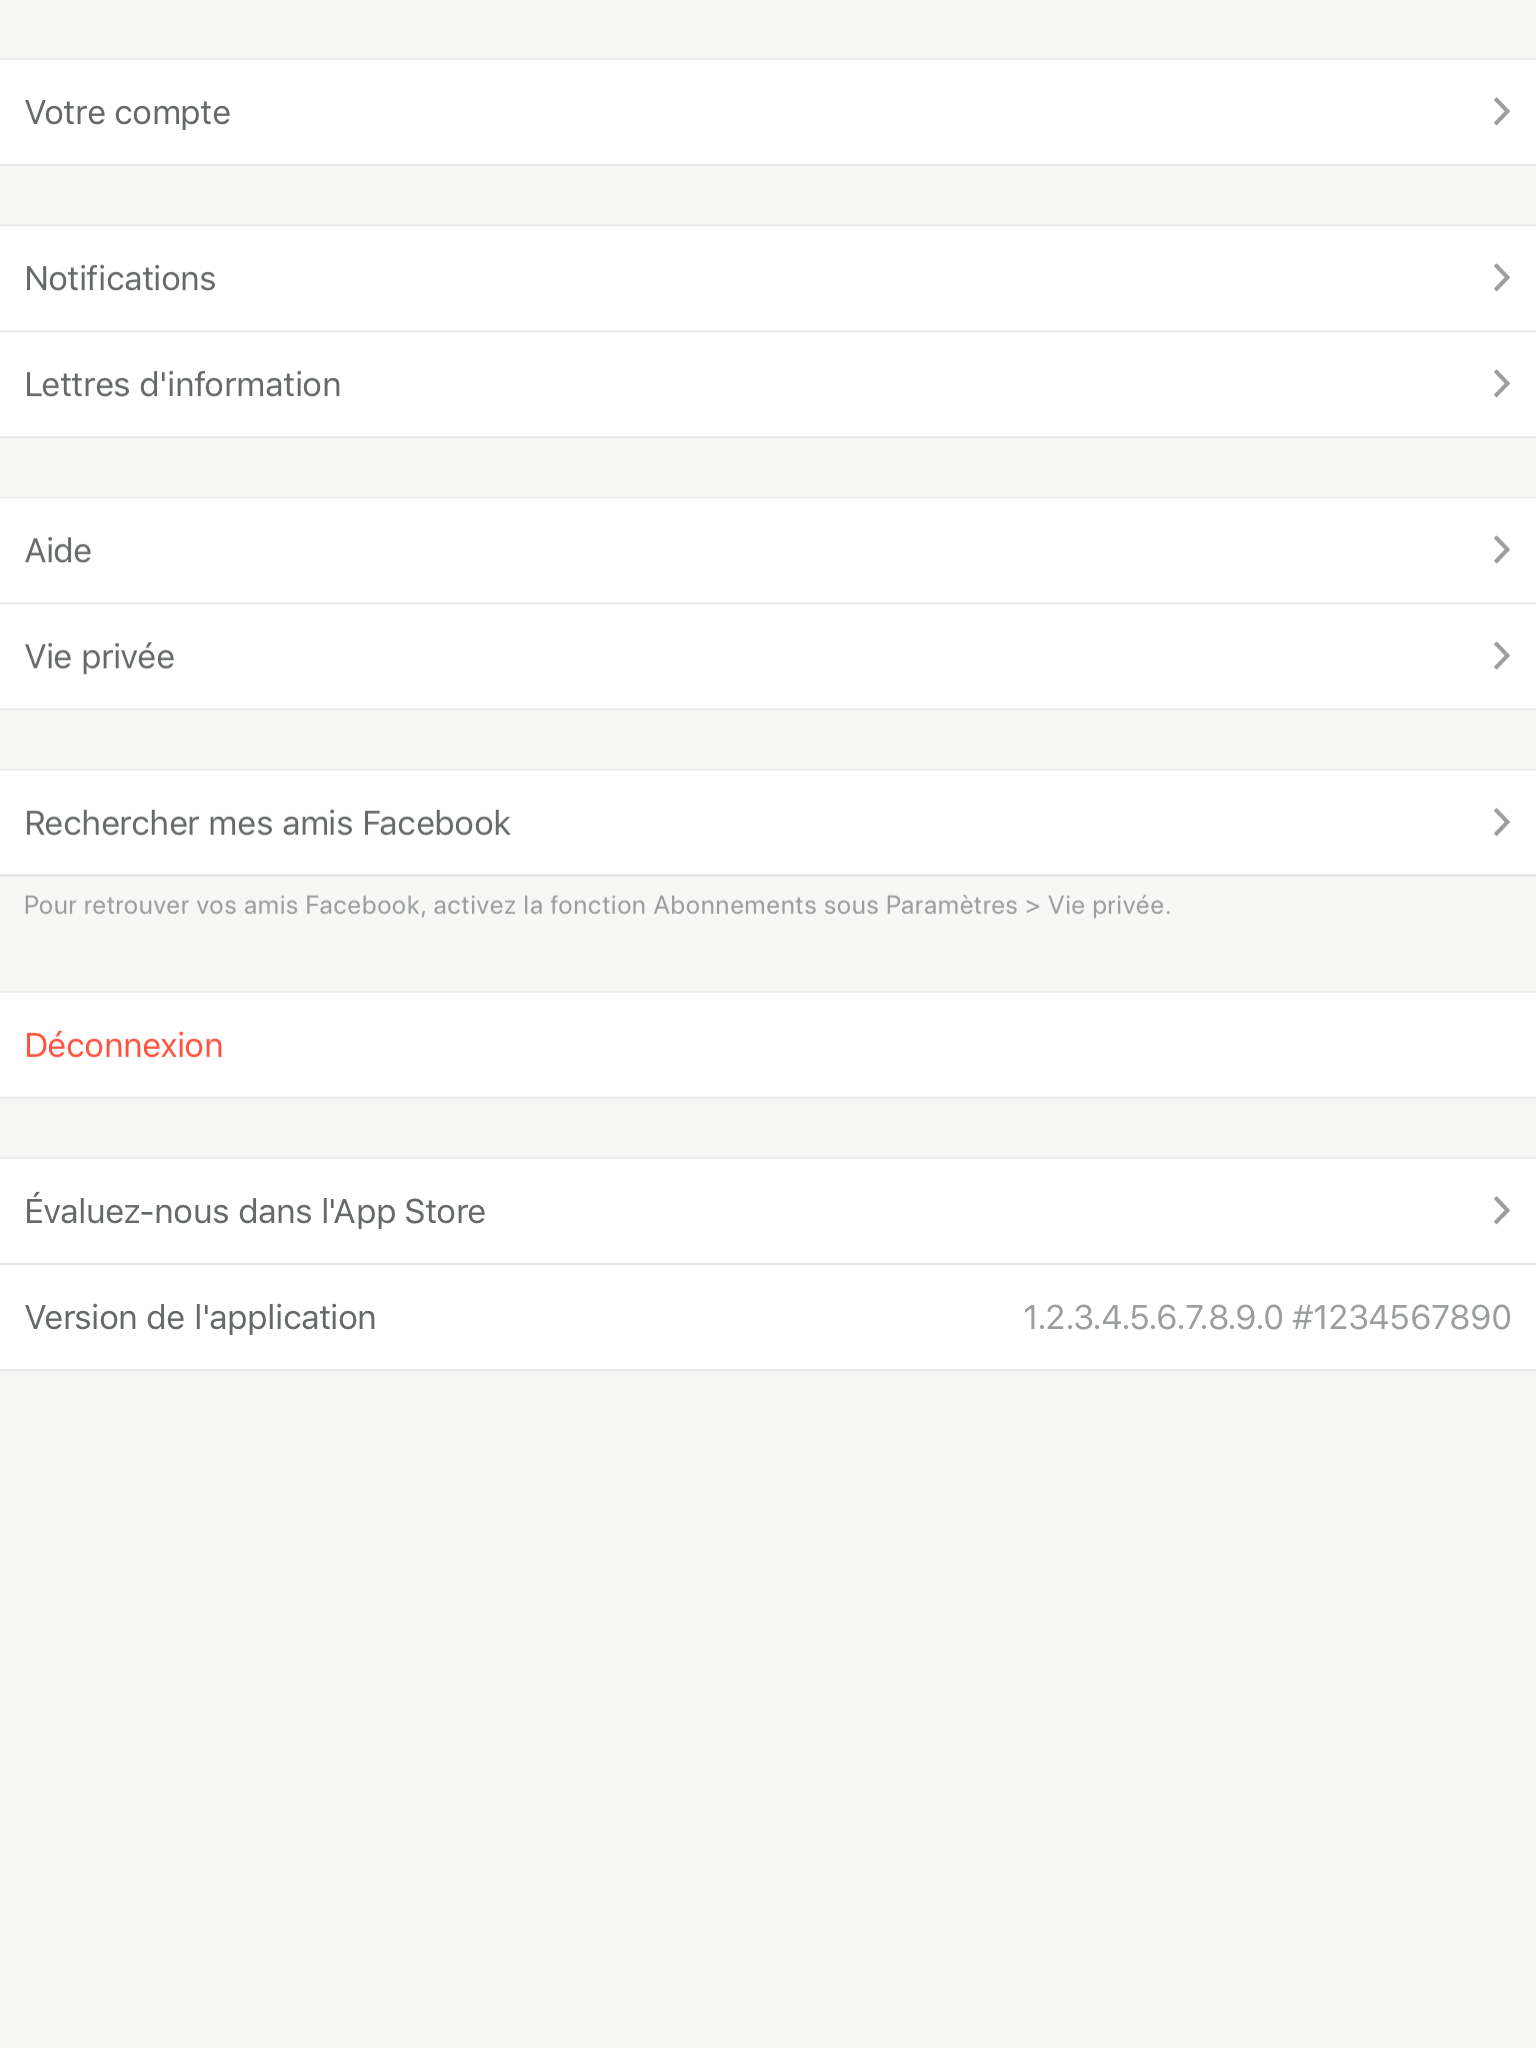 Votre compte
Notifications
Lettres d'information
Aide
Vie privée
Rechercher mes amis Facebook
Pour retrouver vos amis Facebook, activez la fonction Abonnements sous Paramètres > Vie privée.
Déconnexion
Évaluez-nous dans l'App Store
Version de l'application 1.2.3.4.5.6.7.8.9.0 #1234567890